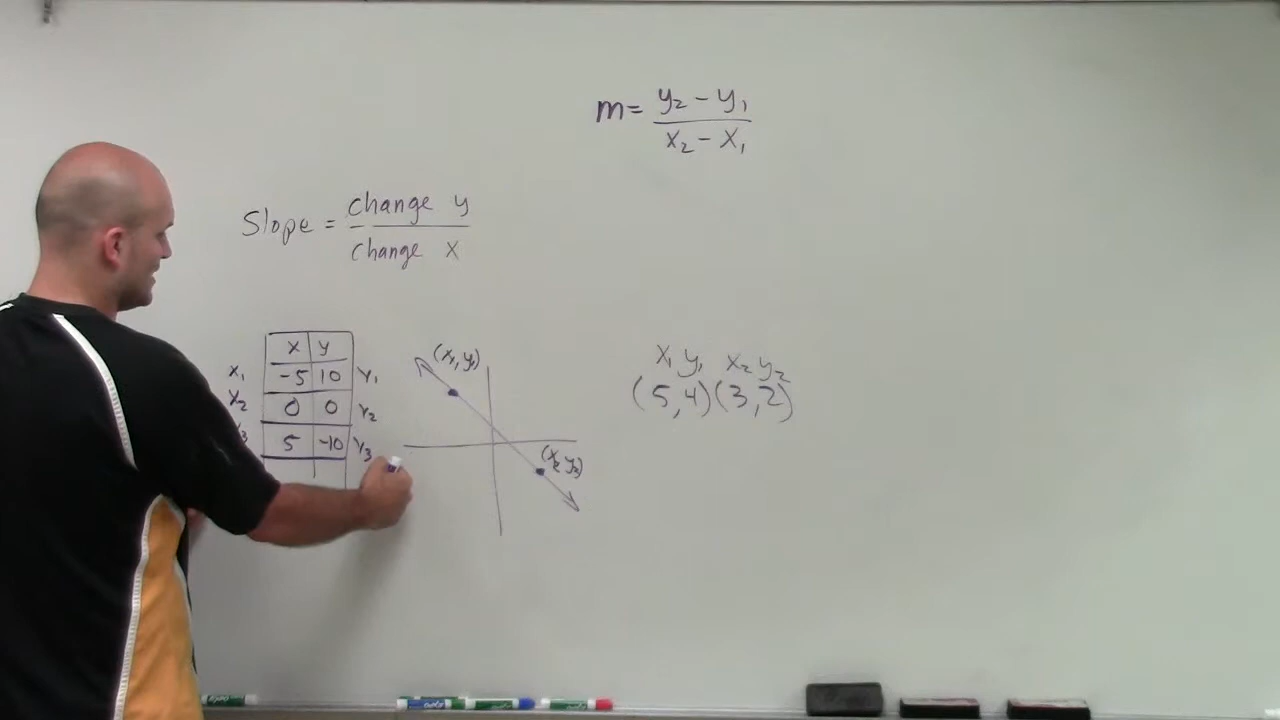 m = y₂ - y₁
x₂ - x₁
Slope = change y
change x
x y
x₁ -5 10 y₁
x₂ 0 0 y₂
5 -10 y₃
(x₁, y₁)
(x₂ y₂)
x₁ y₁ x₂ y₂
(5,4)(3,2)
expo